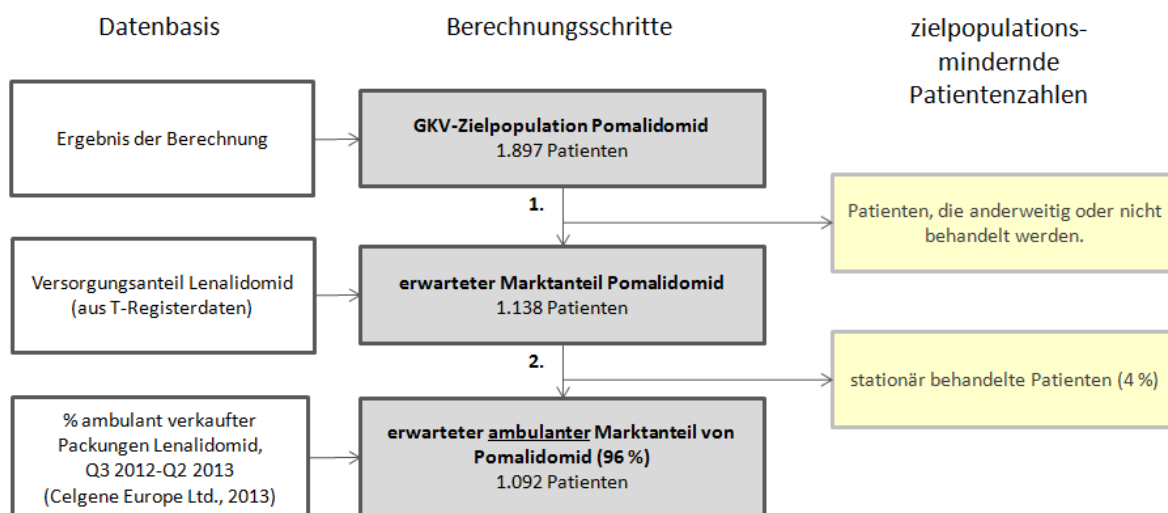 Datenbasis
Berechnungsschritte
zielpopulations-
mindernde
Patientenzahlen
Ergebnis der Berechnung
GKV-Zielpopulation Pomalidomid
1.897 Patienten
1.
Patienten, die anderweitig oder nicht
behandelt werden.
Versorgungsanteil Lenalidomid
(aus T-Registerdaten)
erwarteter Marktanteil Pomalidomid
1.138 Patienten
2.
stationär behandelte Patienten (4 %)
% ambulant verkaufter
Packungen Lenalidomid,
Q3 2012-Q2 2013
(Celgene Europe Ltd., 2013)
erwarteter ambulanter Marktanteil von
Pomalidomid (96 %)
1.092 Patienten